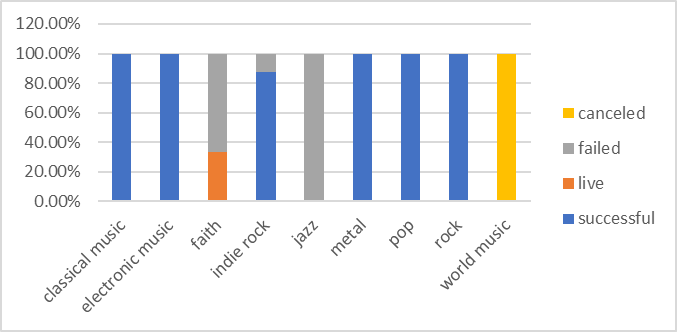 120.00%
100.00%
80.00%
60.00%
40.00%
20.00%
0.00%
classical music
electronic music
faith
indie rock
jazz
metal
pop
rock
world music
canceled
failed
live
successful